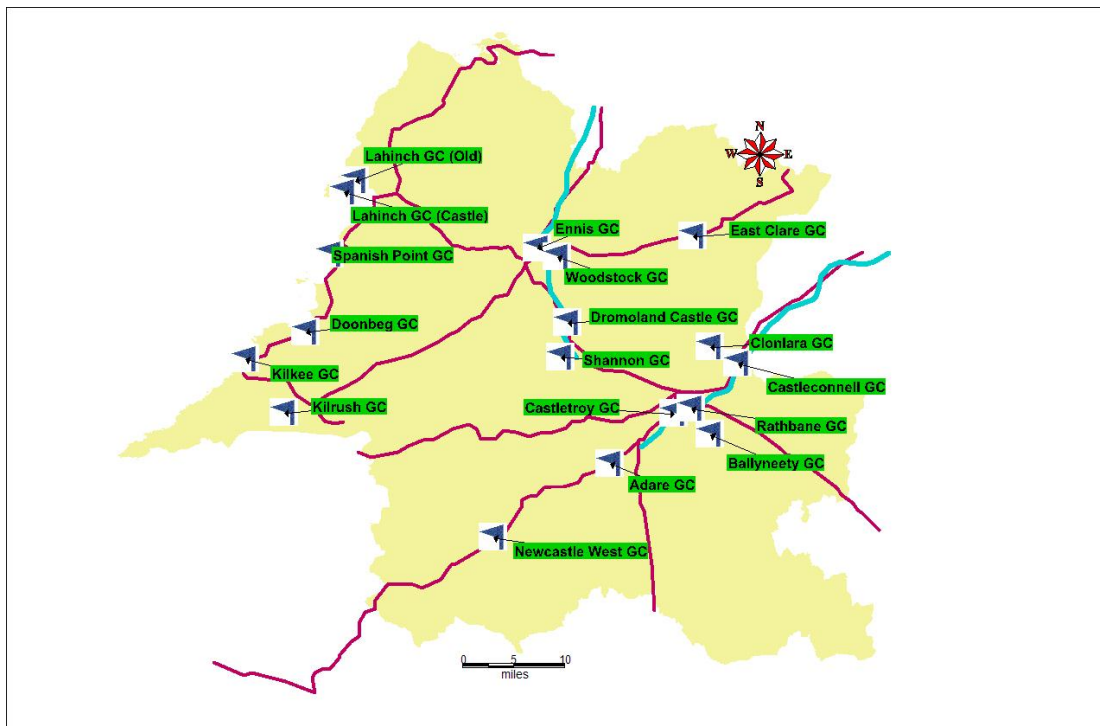 N
W E
S
Lahinch GC (Old)
Lahinch GC (Castle)
Ennis GC
East Clare GC
Spanish Point GC
Woodstock GC
Dromoland Castle GC
Doonbeg GC
Clonlara GC
Shannon GC
Kilkee GC
Castleconnell GC
Kilrush GC
Castletroy GC
Rathbane GC
Ballyneety GC
Adare GC
Newcastle West GC
0 5 10
miles